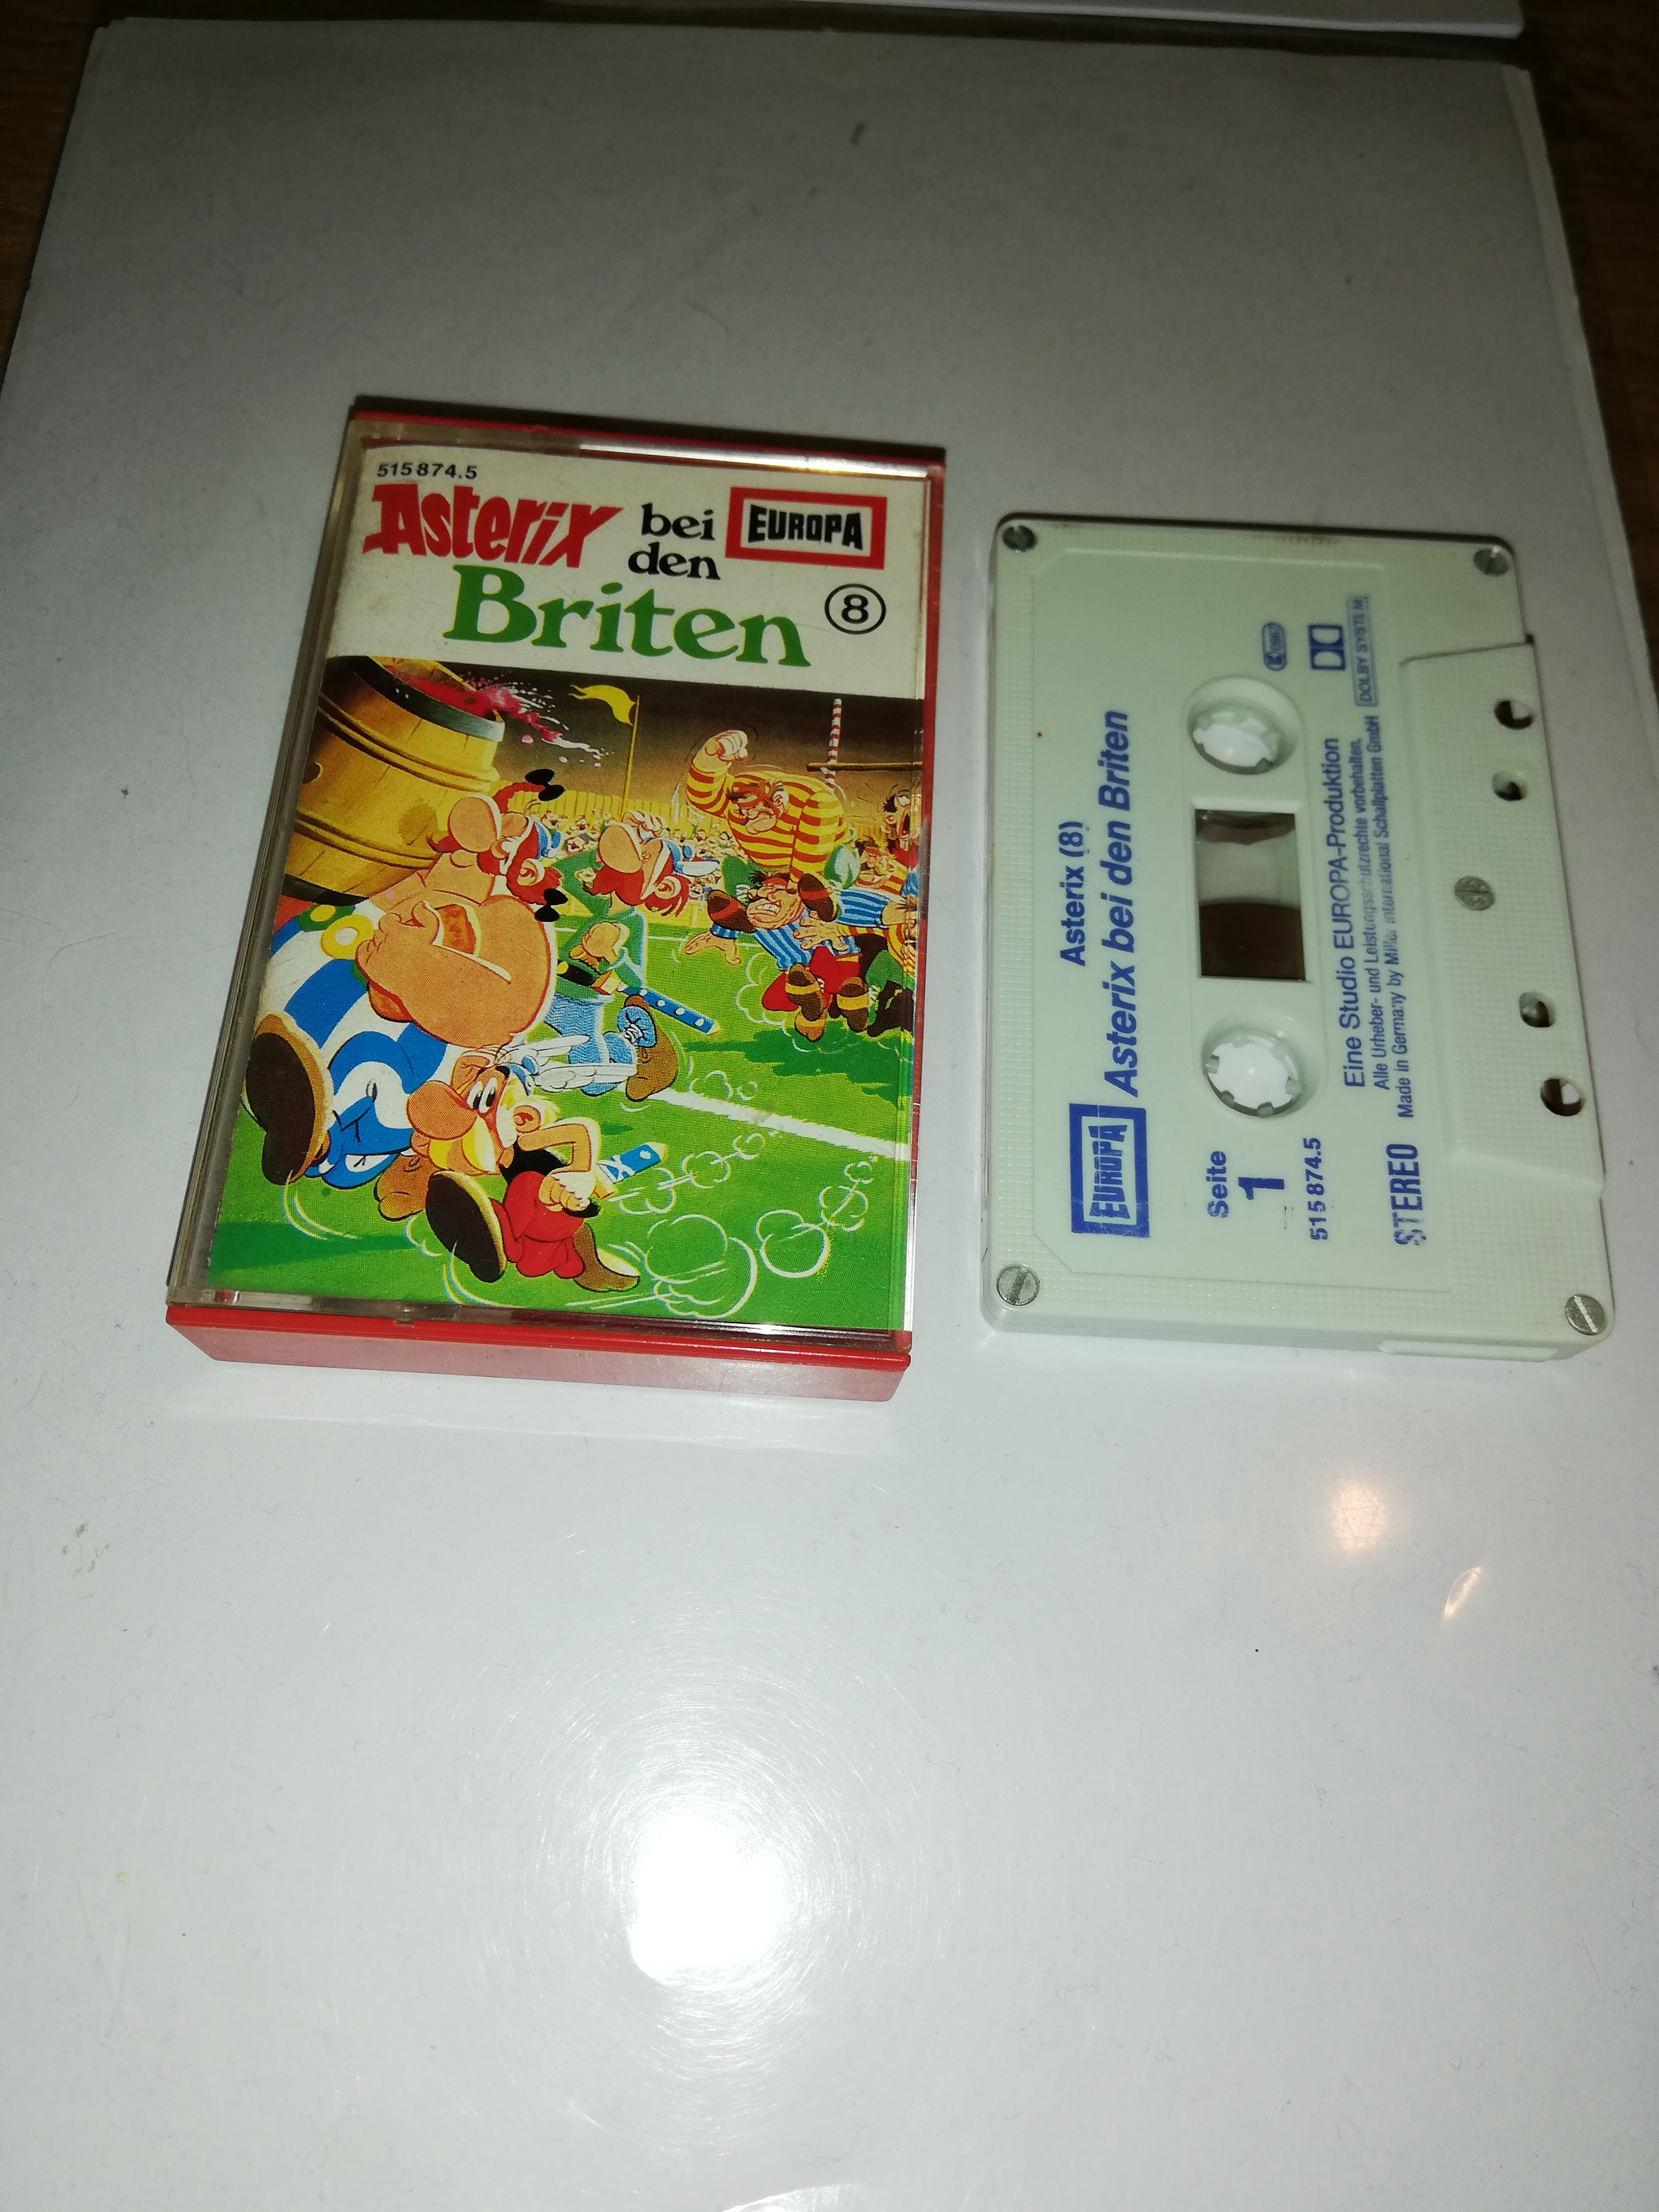 515 874.5
Asterix bei den
EUROPA
Briten
8
Asterix (8)
EUROPA Asterix bei den Briten
Seite
1
515 874.5
Eine Studio EUROPA-Produktion
Alle Urheber- und Leistungsschutzrechte vorbehalten.
Made in Germany by Miller International Schallplatten GmbH
STEREO
DOLBY SYSTEM